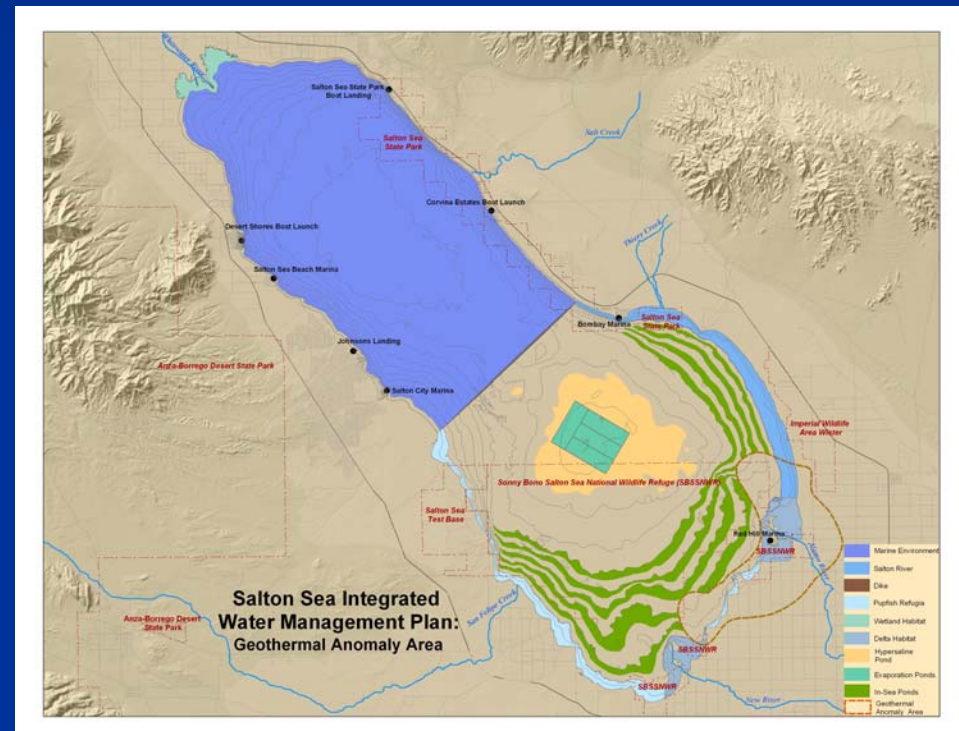 Whitewater River
Salton Sea State Park
Boat Landing
Salt Creek
Salton Sea
State Park
Corvina Estates Boat Launch
Desert Shores Boat Launch
Salton Sea Beach Marina
Bombay Marina
Salton Sea
State Park
Johnsons Landing
Anza-Borrego Desert State Park
Salton City Marina
Imperial Wildlife
Area Wister
Sonny Bono Salton Sea National Wildlife Refuge (SBSSNWR)
Salton Sea
Test Base
Red Hill Marina
SBSSNWR
San Felipe Creek
Salton Sea Integrated
Water Management Plan:
Geothermal Anomaly Area
Anza-Borrego Desert
State Park
SBSSNWR
SBSSNWR
New River
Marine Environment
Salton River
Dike
Pupfish Refugia
Wetland Habitat
Delta Habitat
Hypersaline
Pond
Evaporation Ponds
In-Sea Ponds
Geothermal
Anomaly Area